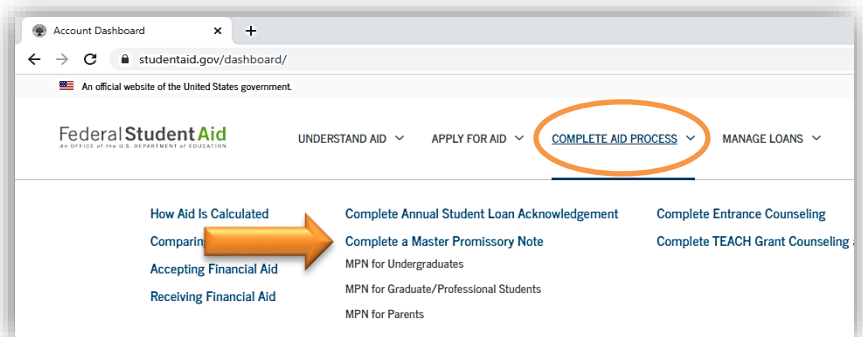 Account Dashboard
studentaid.gov/dashboard/
An official website of the United States government.
Federal Student Aid
An OFFICE of the U.S. DEPARTMENT of EDUCATION
UNDERSTAND AID
APPLY FOR AID
COMPLETE AID PROCESS
MANAGE LOANS
How Aid Is Calculated
Accepting Financial Aid
Receiving Financial Aid
Complete Annual Student Loan Acknowledgement
Complete a Master Promissory Note
MPN for Undergraduates
MPN for Graduate/Professional Students
MPN for Parents
Complete Entrance Counseling
Complete TEACH Grant Counseling